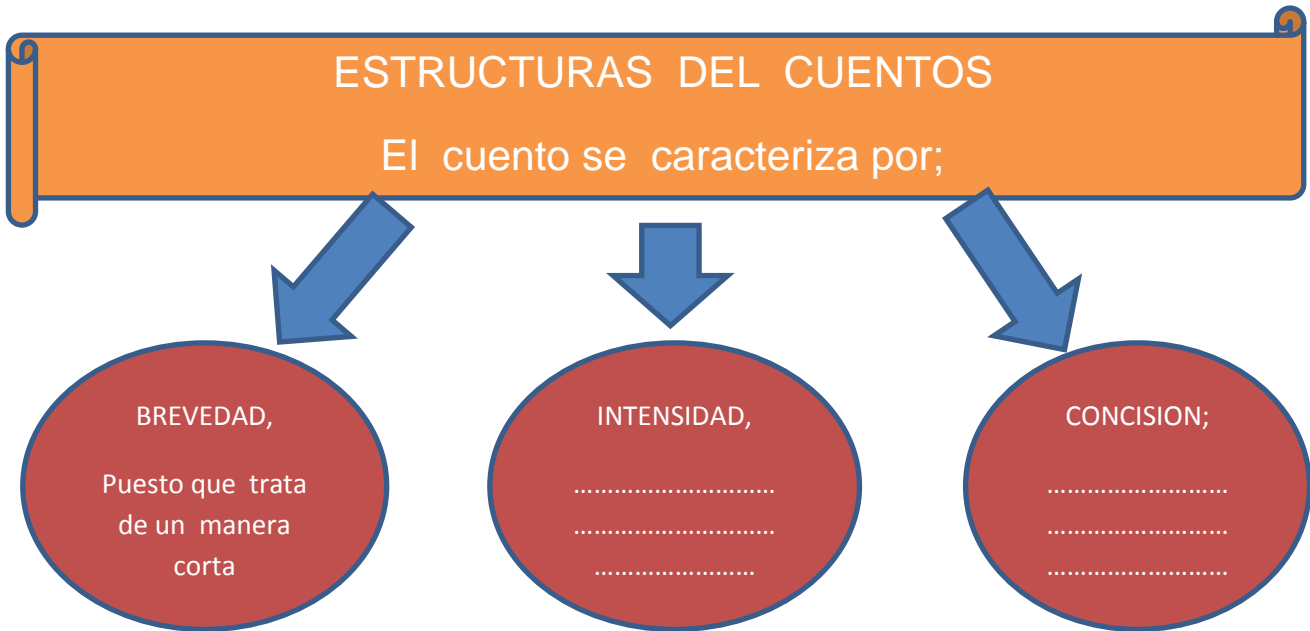 ESTRUCTURAS DEL CUENTOS
El cuento se caracteriza por;
BREVEDAD,
Puesto que trata
de un manera
corta
INTENSIDAD,
…………………………
…………………………
……………………
CONCISION;
………………………
………………………
………………………